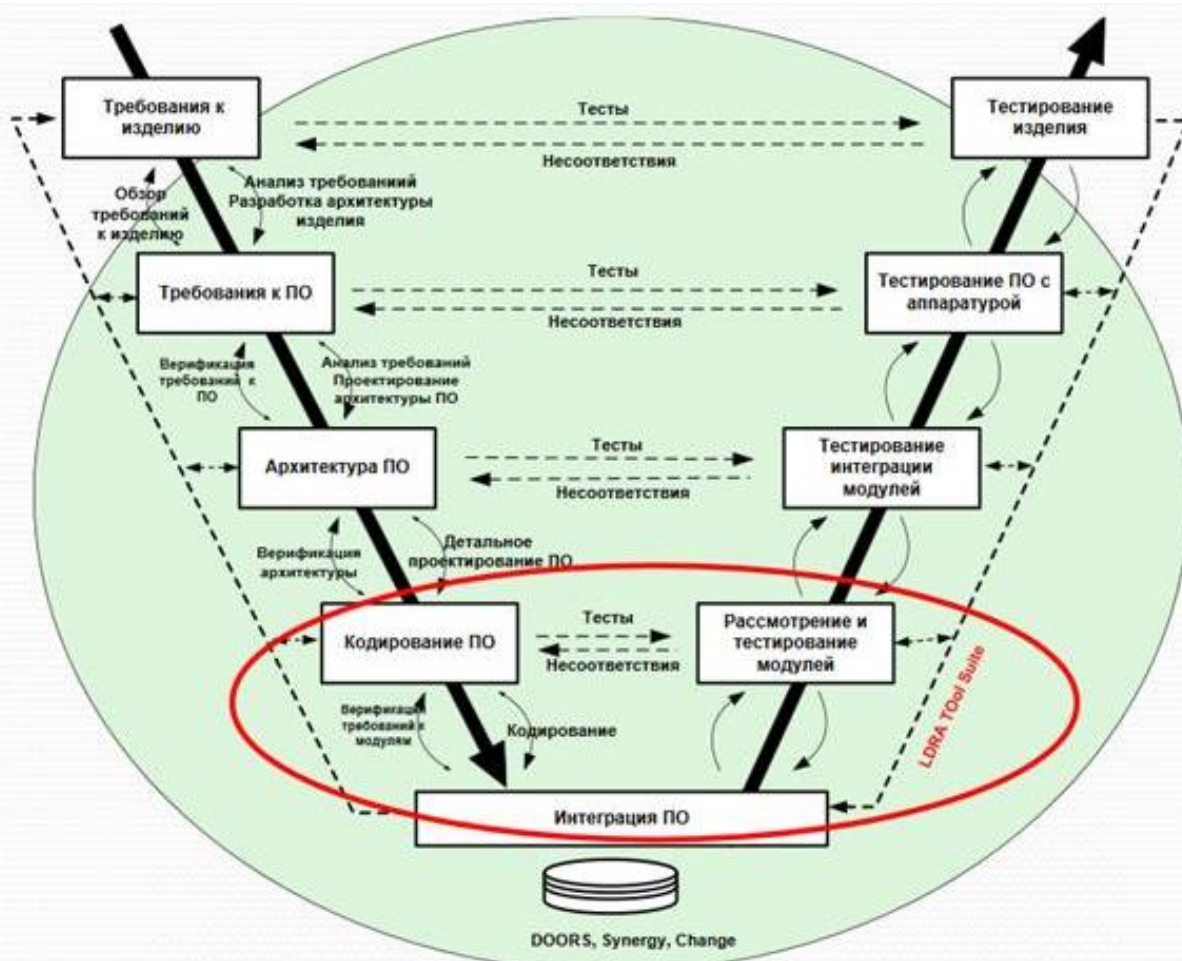 Требования к
изделию
Тестирование
изделия
Тесты
Несоответствия
Обзор
требований
к изделию
Анализ требованиий
Разработка архитектуры
изделия
Требования к ПО
Тестирование ПО с
аппаратурой
Тесты
Несоответствия
Верификация
требований к
ПО
Анализ требований
Проектирование
архитектуры ПО
Архитектура ПО
Тестирование
интеграции
модулей
Тесты
Несоответствия
Верификация
архитектуры
Детальное
проектирование ПО
Кодирование ПО
Рассмотрение и
тестирование
модулей
Тесты
Несоответствия
Верификация
требований к
модулям
Кодирование
LDRA TOol Suite
Интеграция ПО
DOORS, Synergy, Change